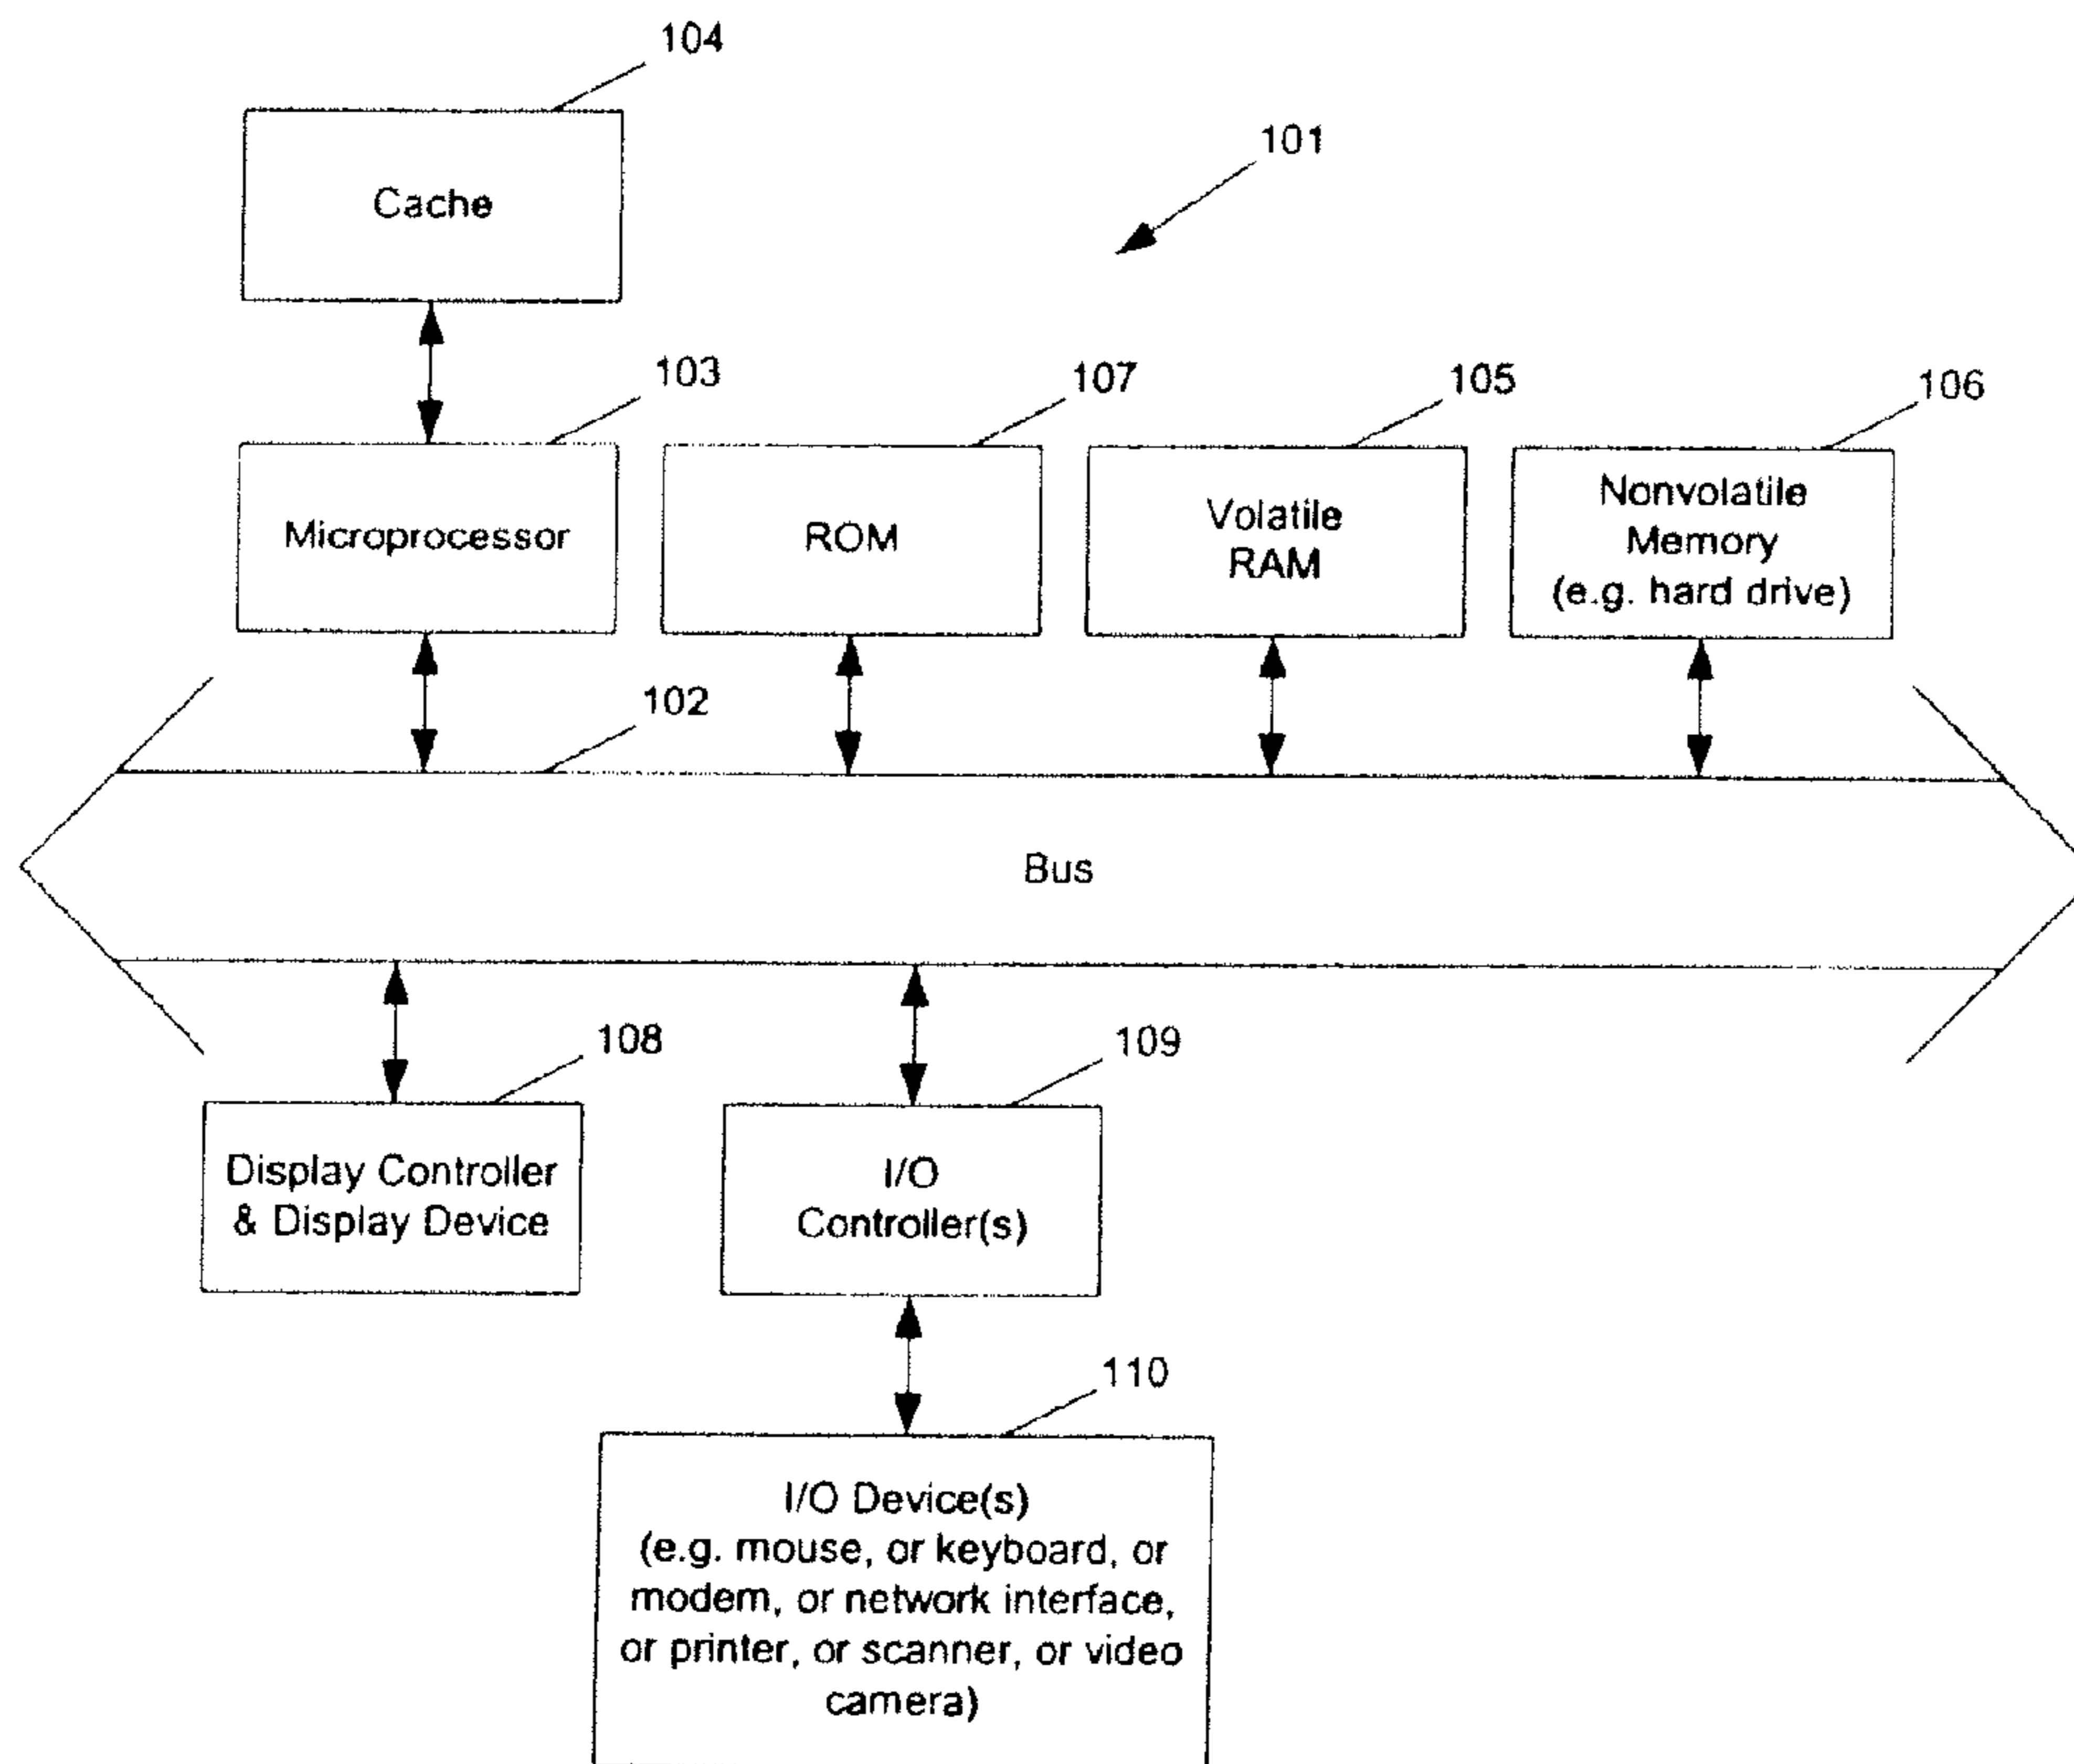 104
Cache
101
103
107
105
106
Microprocessor
ROM
Volatile
RAM
Nonvolatile
Memory
(e.g. hard drive)
102
Bus
108
109
Display Controller
& Display Device
I/O
Controller(s)
110
I/O Device(s)
(e.g. mouse, or keyboard, or
modem, or network interface,
or printer, or scanner, or video
camera)